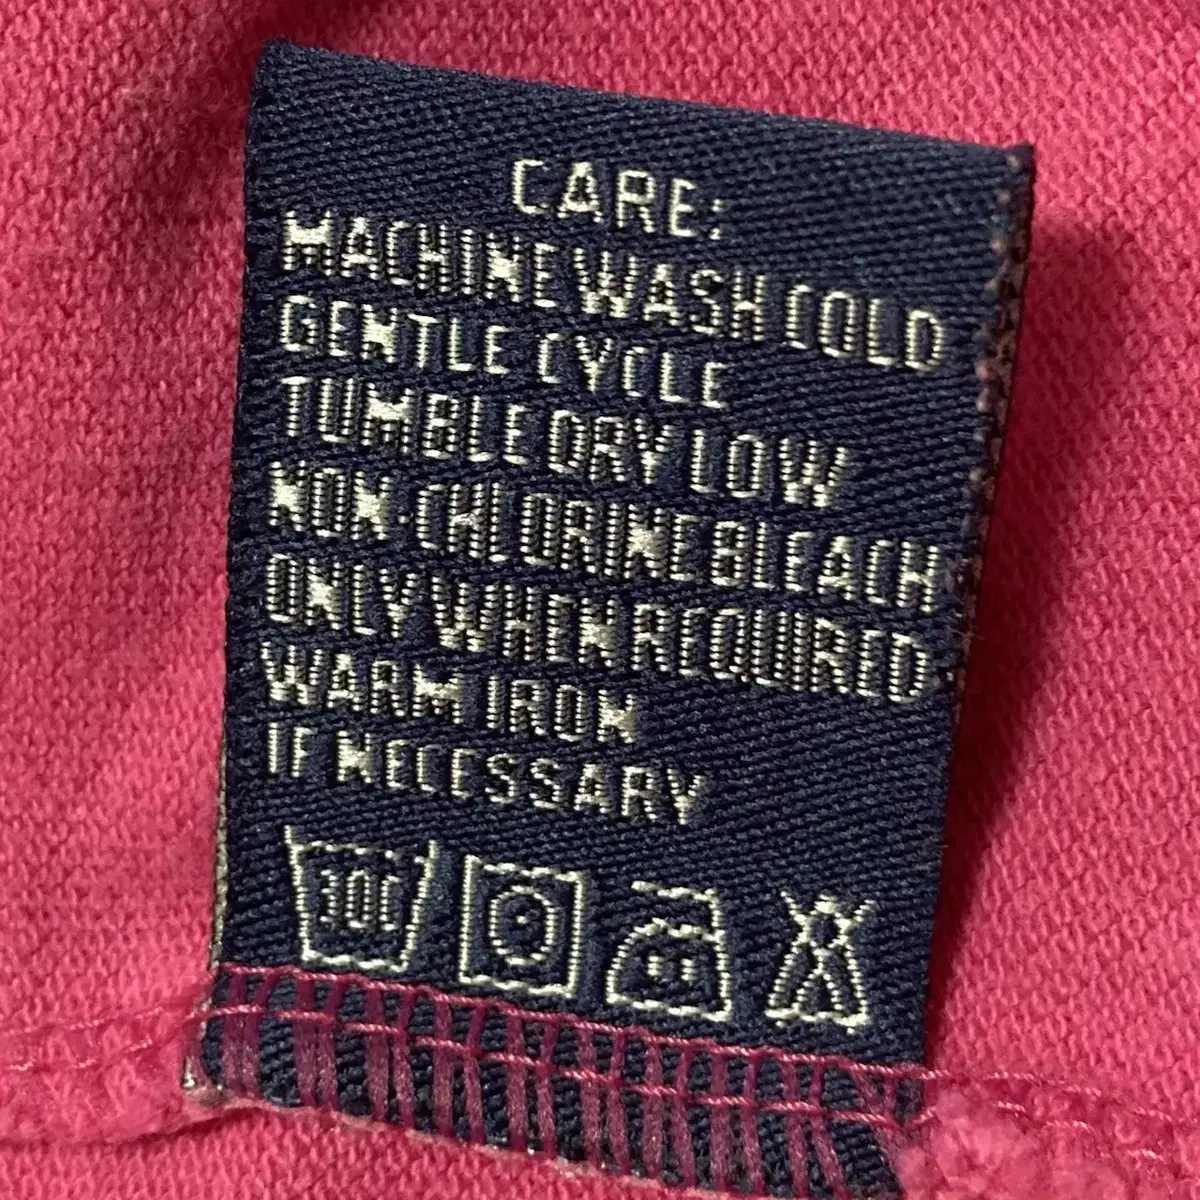 CARE:
MACHINE WASH COLD
GENTLE CYCLE
TUMBLE DRY LOW
NON-CHLORINE BLEACH
ONLY WHEN REQUIRED
WARM IRON
IF NECESSARY
30C